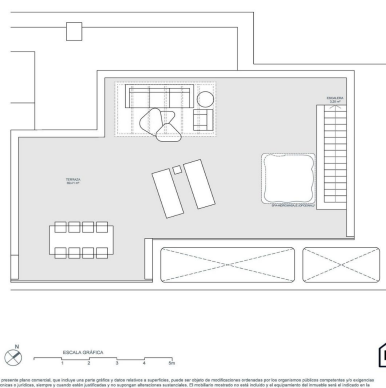 ESCALERA
TERRAZA
N
ESCALA GRÁFICA
1 2 3 4 5m
presente plano comercial, que incluye una parte gráfica y datos relativos a superficies, puede ser objeto de modificaciones ordenadas por los organismos públicos competentes y/o exigencias
técnicas o jurídicas, siempre y cuando estén justificadas y no supongan alteraciones sustanciales. El mobiliario mostrado no está incluido y el equipamiento del inmueble será el indicado en la